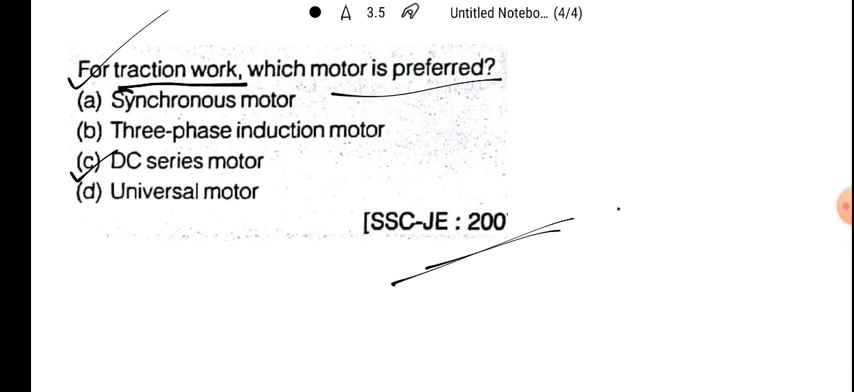 3.5 Untitled Notebo... (4/4)
For traction work, which motor is preferred?
(a) Synchronous motor
(b) Three-phase induction motor
(c) DC series motor
(d) Universal motor
[SSC-JE : 200